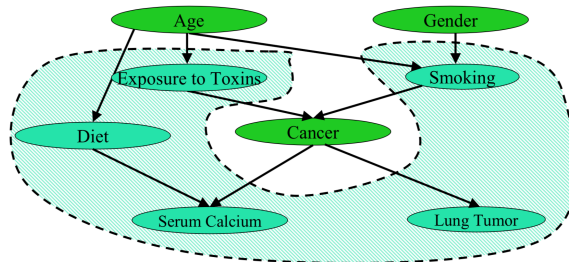 Age
Gender
Exposure to Toxins
Smoking
Diet
Cancer
Serum Calcium
Lung Tumor